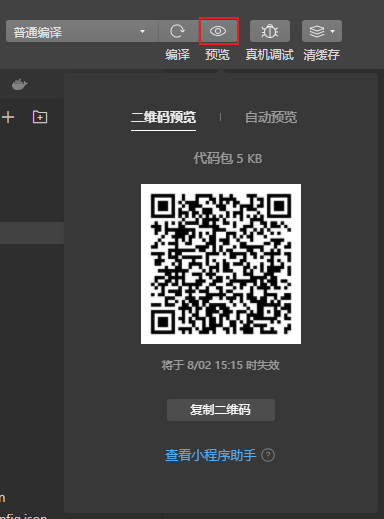 普通编译
编译 预览 真机调试 清缓存
二维码预览 自动预览
代码包 5 KB
将于 8/02 15:15 时失效
复制二维码
查看小程序助手